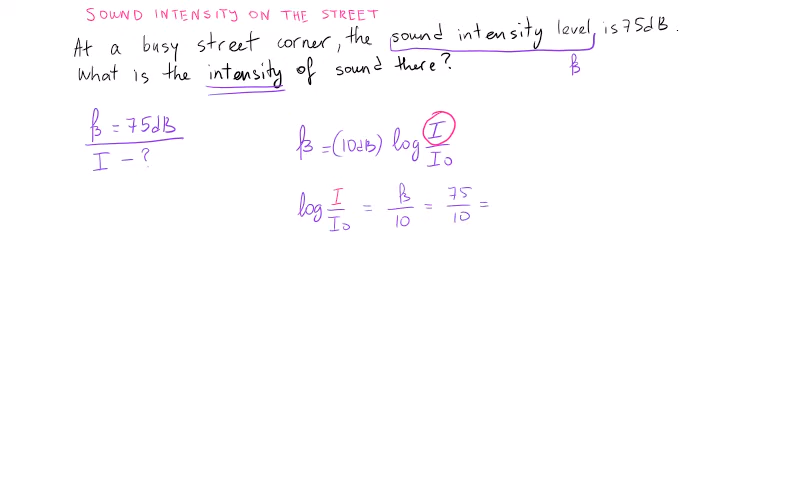 SOUND INTENSITY ON THE STREET
At a busy street corner, the sound intensity level is 75dB.
What is the intensity of sound there?
β
β = 75dB
I - ?
β = (10dB) log I/I₀
log I/I₀ = β/10 = 75/10 =